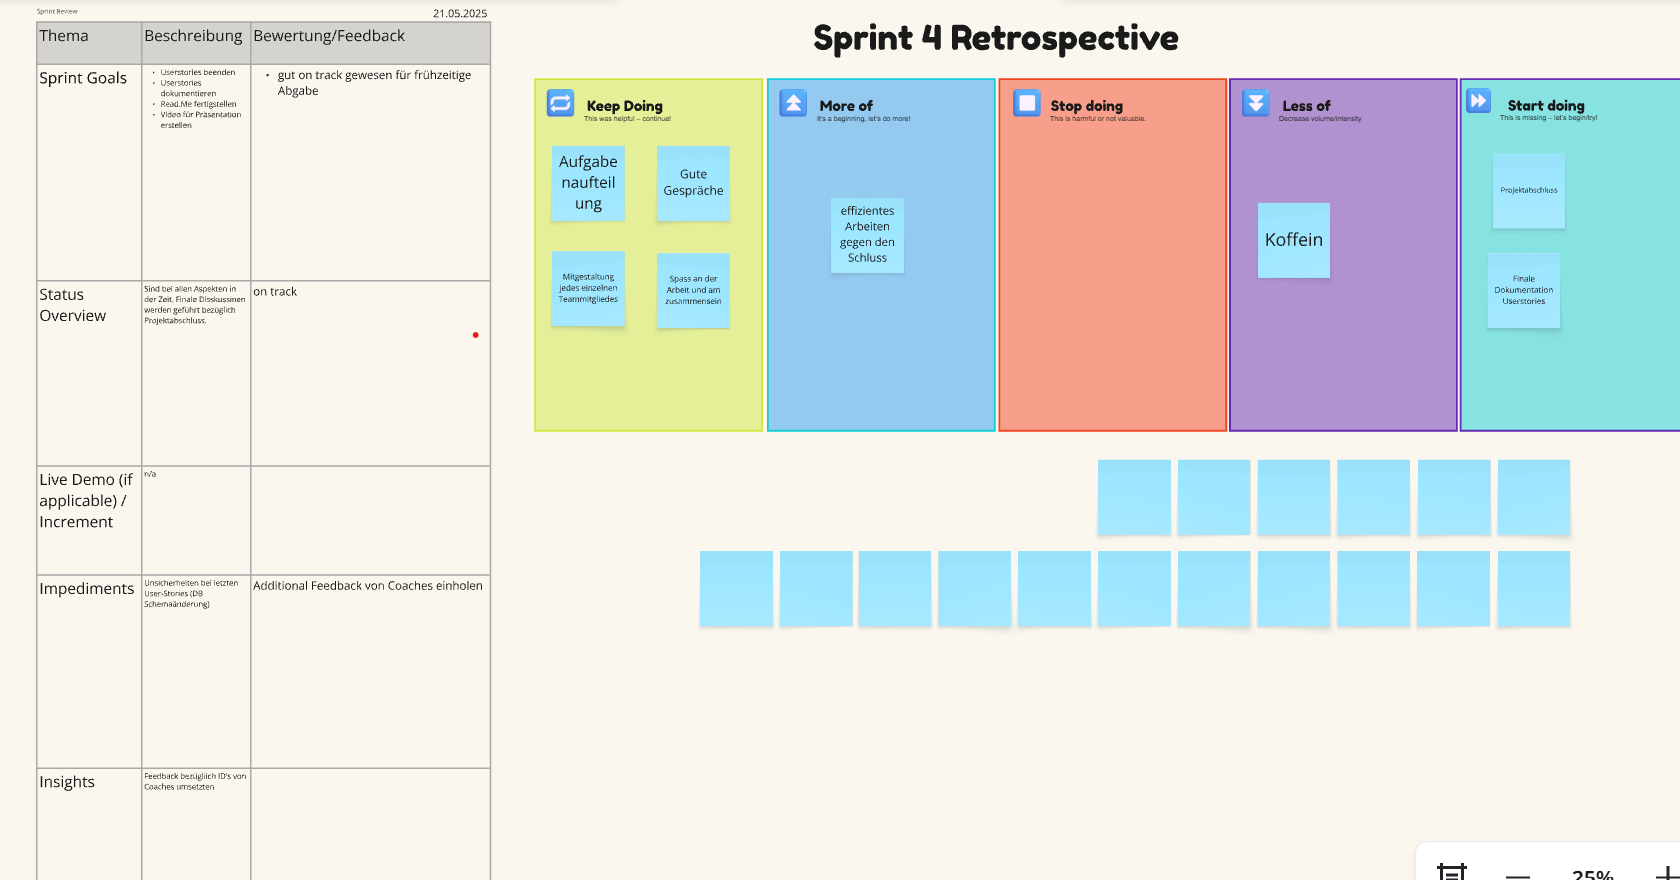 Sprint Review
21.05.2025
Thema
Beschreibung
Bewertung/Feedback
Sprint Goals
• Userstories beenden
• Userstories
dokumentieren
• Read.Me fertigstellen
• Video für Präsentation
erstellen
• gut on track gewesen für frühzeitige
Abgabe
Status
Overview
Sind bei allen Aspekten in
der Zeit, Finale Disskussinen
werden geführt bezüglich
Projektabschluss.
on track
Live Demo (if
applicable) /
Increment
n/a
Impediments
Unsicherheiten bei letzten
User-Stories (DB
Schemaänderung)
Additional Feedback von Coaches einholen
Insights
Feedback bezüglich ID's von
Coaches umsetzten
Sprint 4 Retrospective
Keep Doing
This was helpful – continue!
Aufgabe
naufteil
ung
Gute
Gespräche
Mitgestaltung
jedes einzelnen
Teammitgliedes
Spass an der
Arbeit und am
zusammensein
More of
It's a beginning, let's do more!
effizientes
Arbeiten
gegen den
Schluss
Stop doing
This is harmful or not valuable.
Less of
Decrease volume/intensity
Koffein
Start doing
This is missing – let's begin/try!
Projektabschluss
Finale
Dokumentation
Userstories
25%